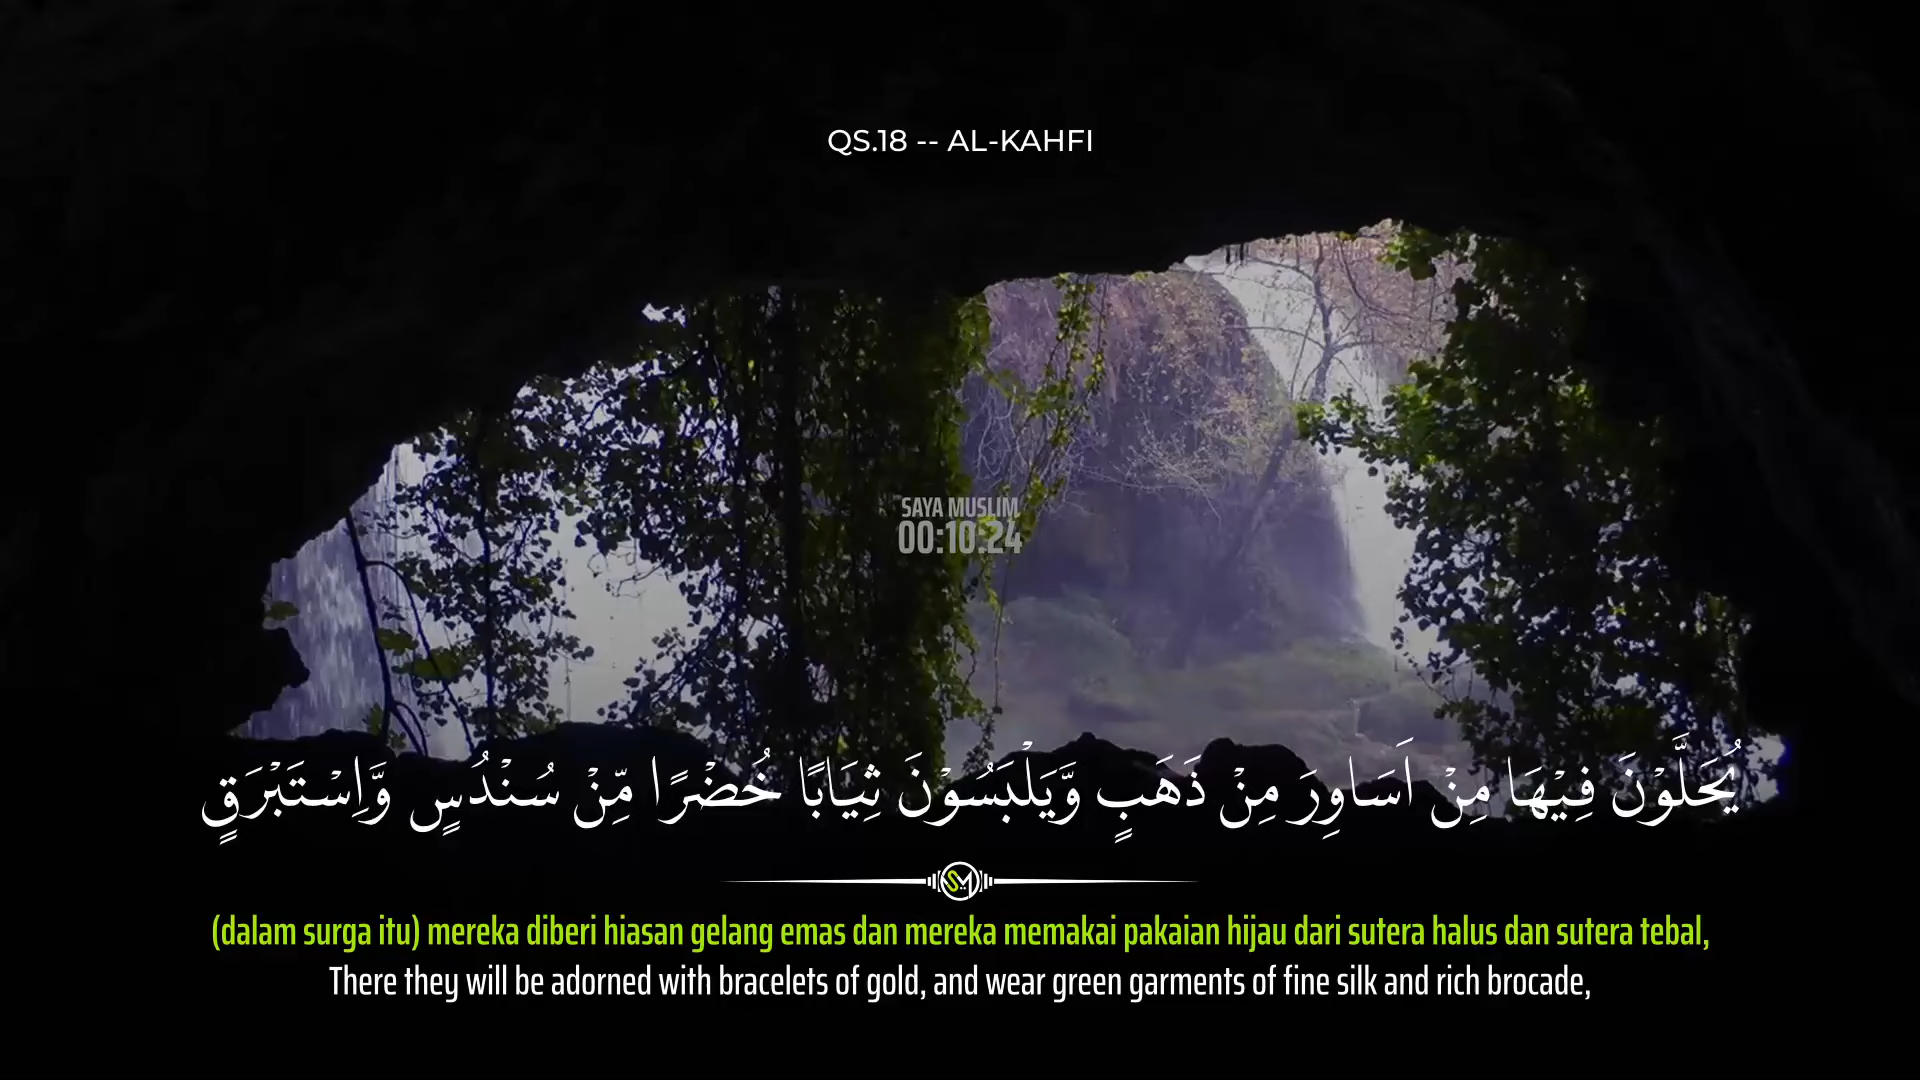 QS.18 -- AL-KAHFI
SAYA MUSLIM
00:10:24
يُحَلَّوْنَ فِيْهَا مِنْ اَسَاوِرَ مِنْ ذَهَبٍ وَّيَلْبَسُوْنَ ثِيَابًا خُضْرًا مِّنْ سُنْدُسٍ وَّاِسْتَبْرَقٍ
SM
(dalam surga itu) mereka diberi hiasan gelang emas dan mereka memakai pakaian hijau dari sutera halus dan sutera tebal,
There they will be adorned with bracelets of gold, and wear green garments of fine silk and rich brocade,